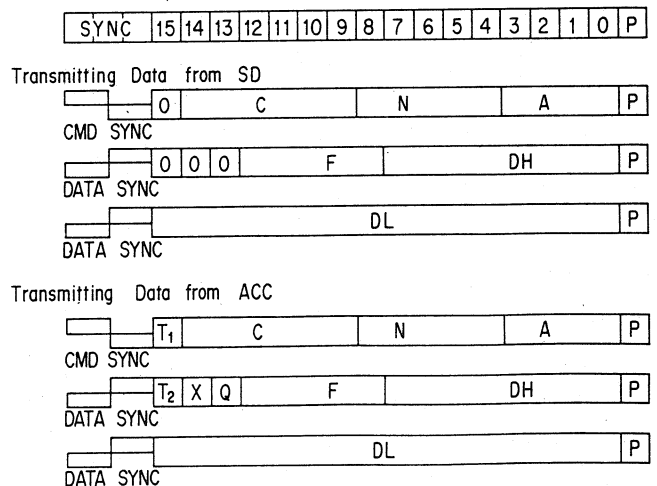 SYNC 15 14 13 12 11 10 9 8 7 6 5 4 3 2 1 0 P
Transmitting Data from SD
0 C N A P
CMD SYNC
0 0 0 F DH P
DATA SYNC
DL P
DATA SYNC
Transmitting Data from ACC
T₁ C N A P
CMD SYNC
T₂ X Q F DH P
DATA SYNC
DL P
DATA SYNC